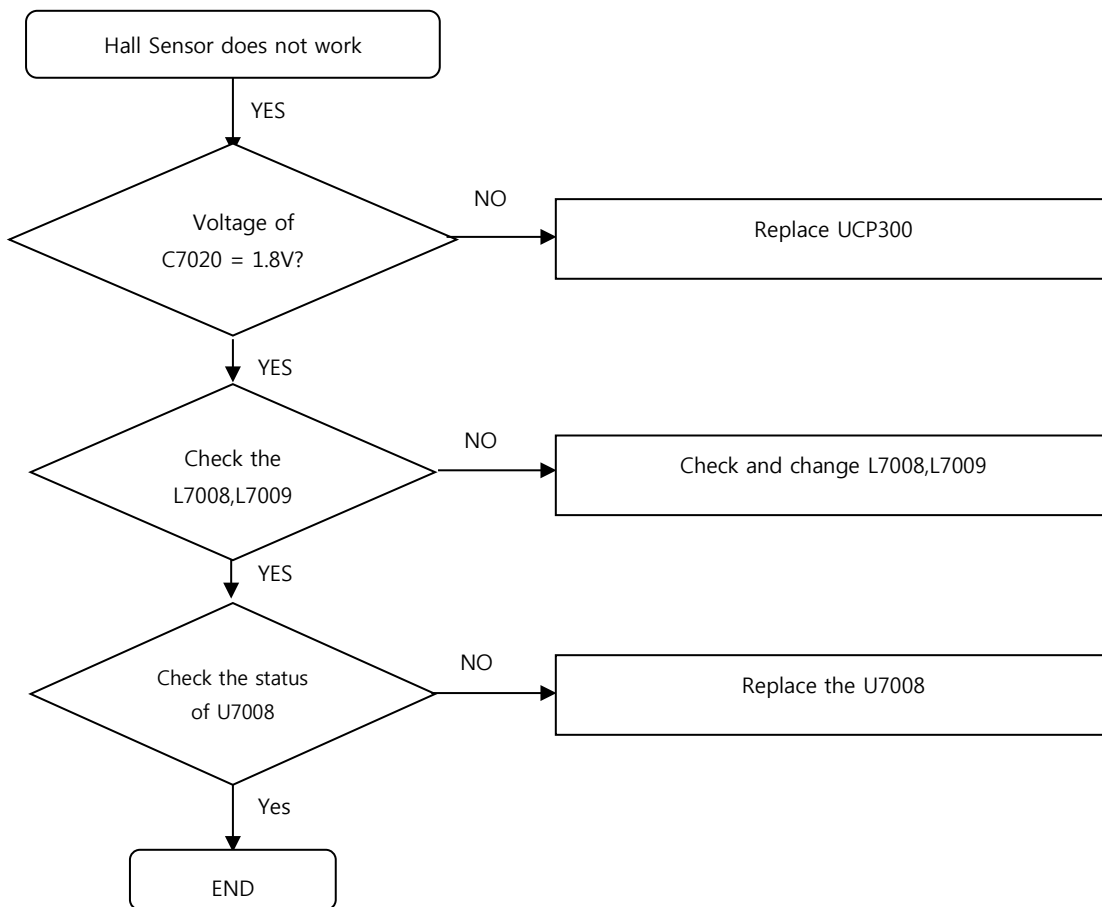 Hall Sensor does not work
YES
Voltage of
C7020 = 1.8V?
NO
Replace UCP300
YES
Check the
L7008,L7009
NO
Check and change L7008,L7009
YES
Check the status
of U7008
NO
Replace the U7008
Yes
END